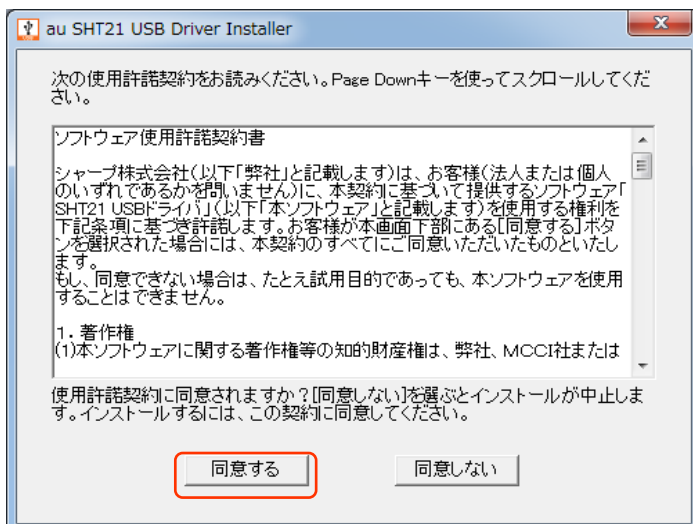 au SHT21 USB Driver Installer
次の使用許諾契約をお読みください。Page Downキーを使ってスクロールしてくだ
さい。
ソフトウェア使用許諾契約書
シャープ株式会社(以下「弊社」と記載します)は、お客様(法人または個人
のいずれであるかを問いません)に、本契約に基づいて提供するソフトウェア「
SHT21 USBドライバ」(以下「本ソフトウェア」と記載します)を使用する権利を
下記条項に基づき許諾します。お客様が本画面下部にある[同意する]ボタ
ンを選択された場合には、本契約のすべてにご同意いただいたものといたし
ます。
もし、同意できない場合は、たとえ試用目的であっても、本ソフトウェアを使用
することはできません。
1. 著作権
(1)本ソフトウェアに関する著作権等の知的財産権は、弊社、MCCI社または
使用許諾契約に同意されますか?[同意しない]を選ぶとインストールが中止しま
す。インストールするには、この契約に同意してください。
同意する
同意しない